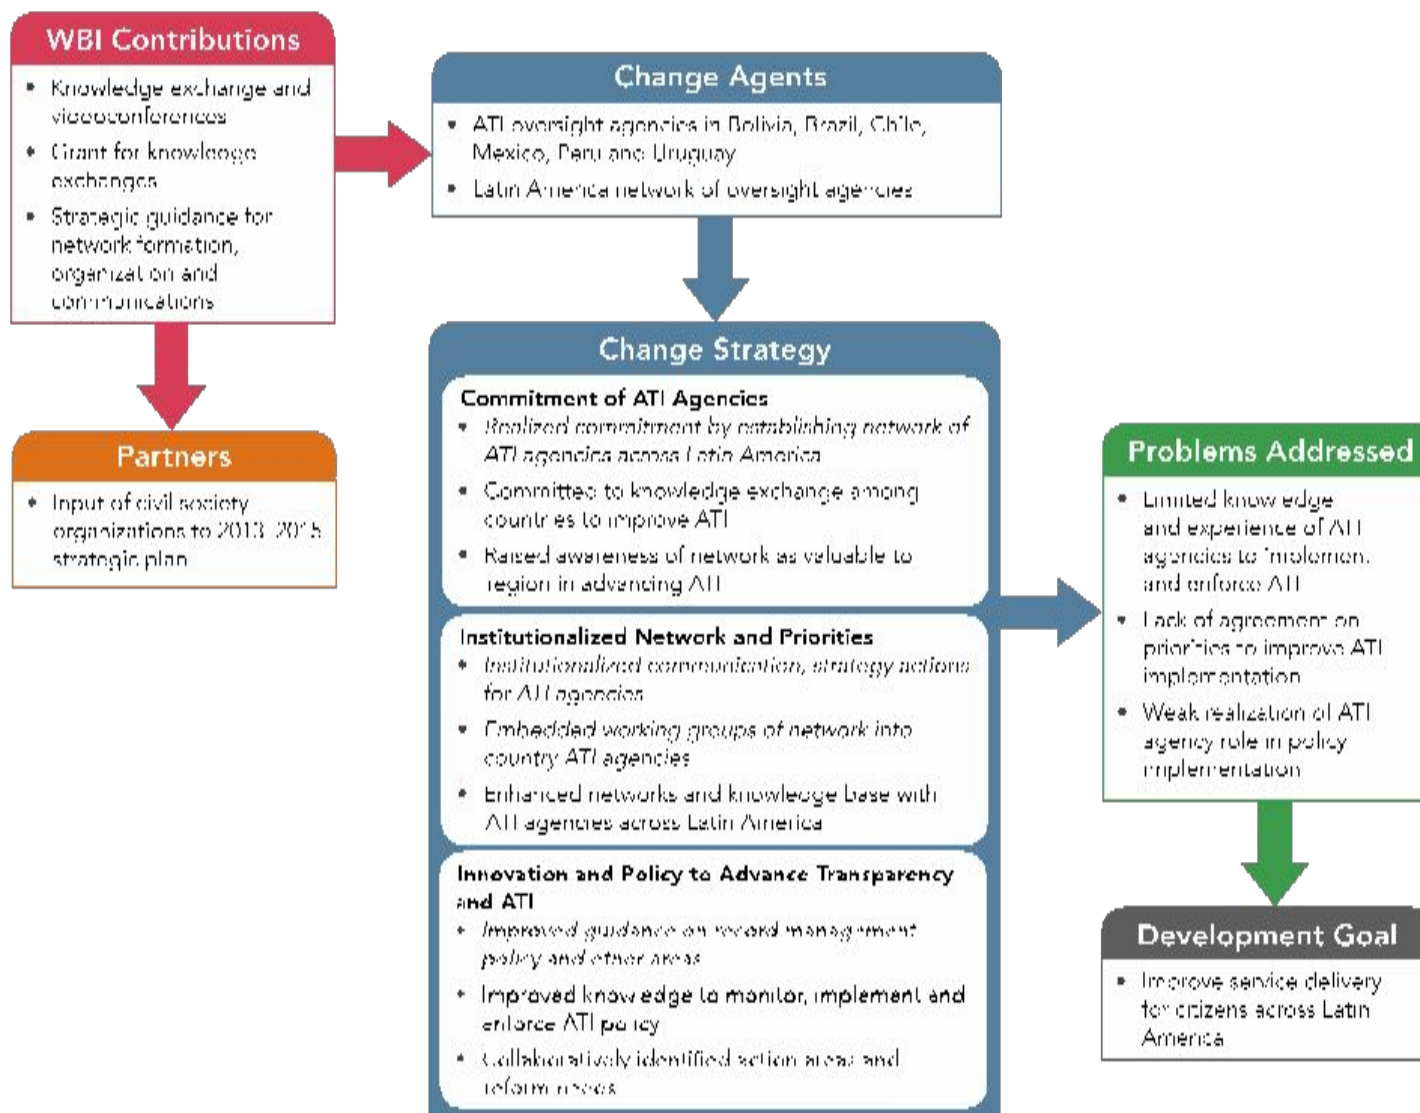 WBI Contributions
• Knowledge exchange and
videoconferences
• Grant for knowledge
exchanges
• Strategic guidance for
network formation,
organization and
communications
Change Agents
• ATI oversight agencies in Bolivia, Brazil, Chile,
Mexico, Peru and Uruguay
• Latin America network of oversight agencies
Partners
• Input of civil society
organizations to 2013–2015
strategic plan
Change Strategy
Commitment of ATI Agencies
• Realized commitment by establishing network of
ATI agencies across Latin America
• Committed to knowledge exchange among
countries to improve ATI
• Raised awareness of network as valuable to
region in advancing ATI
Institutionalized Network and Priorities
• Institutionalized communication, strategy actions
for ATI agencies
• Embedded working groups of network into
country ATI agencies
• Enhanced networks and knowledge base with
ATI agencies across Latin America
Innovation and Policy to Advance Transparency
and ATI
• Improved guidance on record management
policy and other areas
• Improved knowledge to monitor, implement and
enforce ATI policy
• Collaboratively identified action areas and
reform needs
Problems Addressed
• Limited knowledge
and experience of ATI
agencies to implement
and enforce ATI
• Lack of agreement on
priorities to improve ATI
implementation
• Weak realization of ATI
agency role in policy
implementation
Development Goal
• Improve service delivery
for citizens across Latin
America